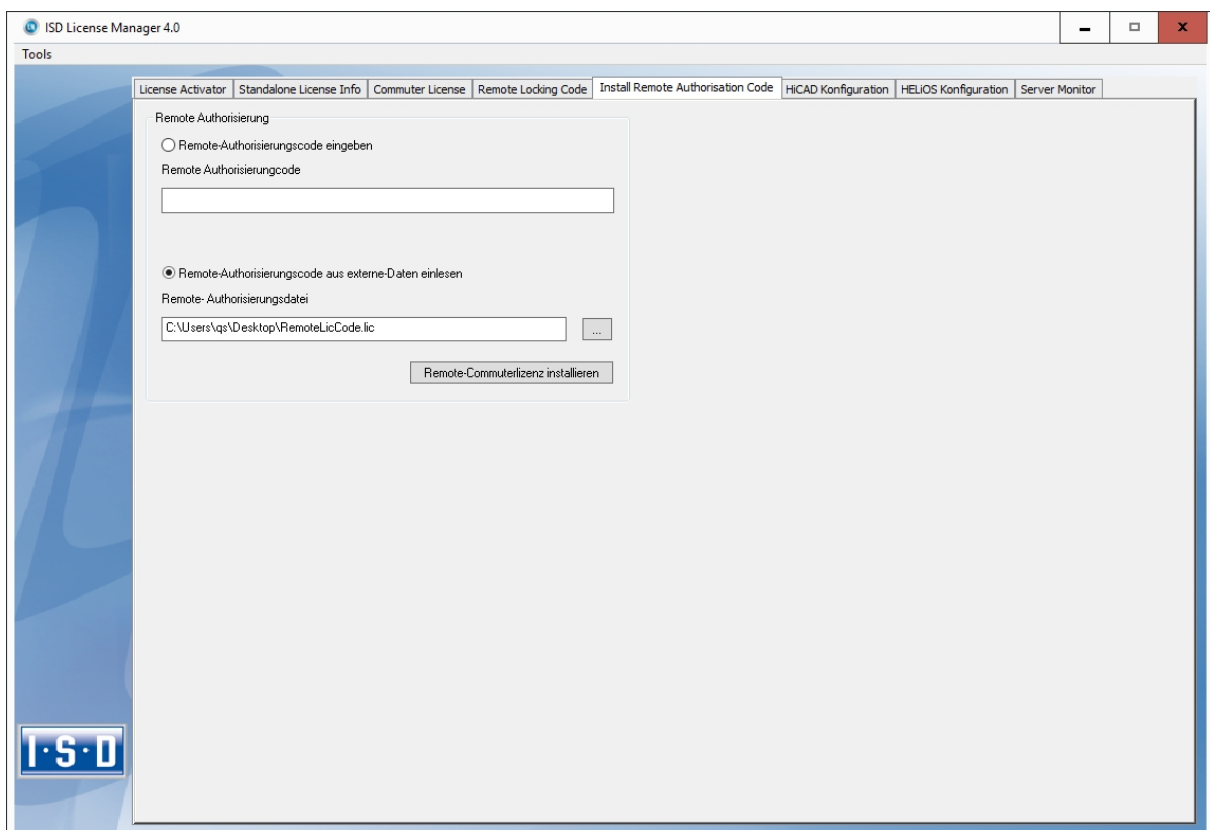 ISD License Manager 4.0
Tools
License Activator Standalone License Info Commuter License Remote Locking Code Install Remote Authorisation Code HiCAD Konfiguration HELiOS Konfiguration Server Monitor
Remote Authorisierung
Remote-Authorisierungscode eingeben
Remote Authorisierungcode
Remote-Authorisierungscode aus externe-Daten einlesen
Remote- Authorisierungsdatei
C:\Users\qs\Desktop\RemoteLicCode.lic
...
Remote-Commuterlizenz installieren
I·S·D